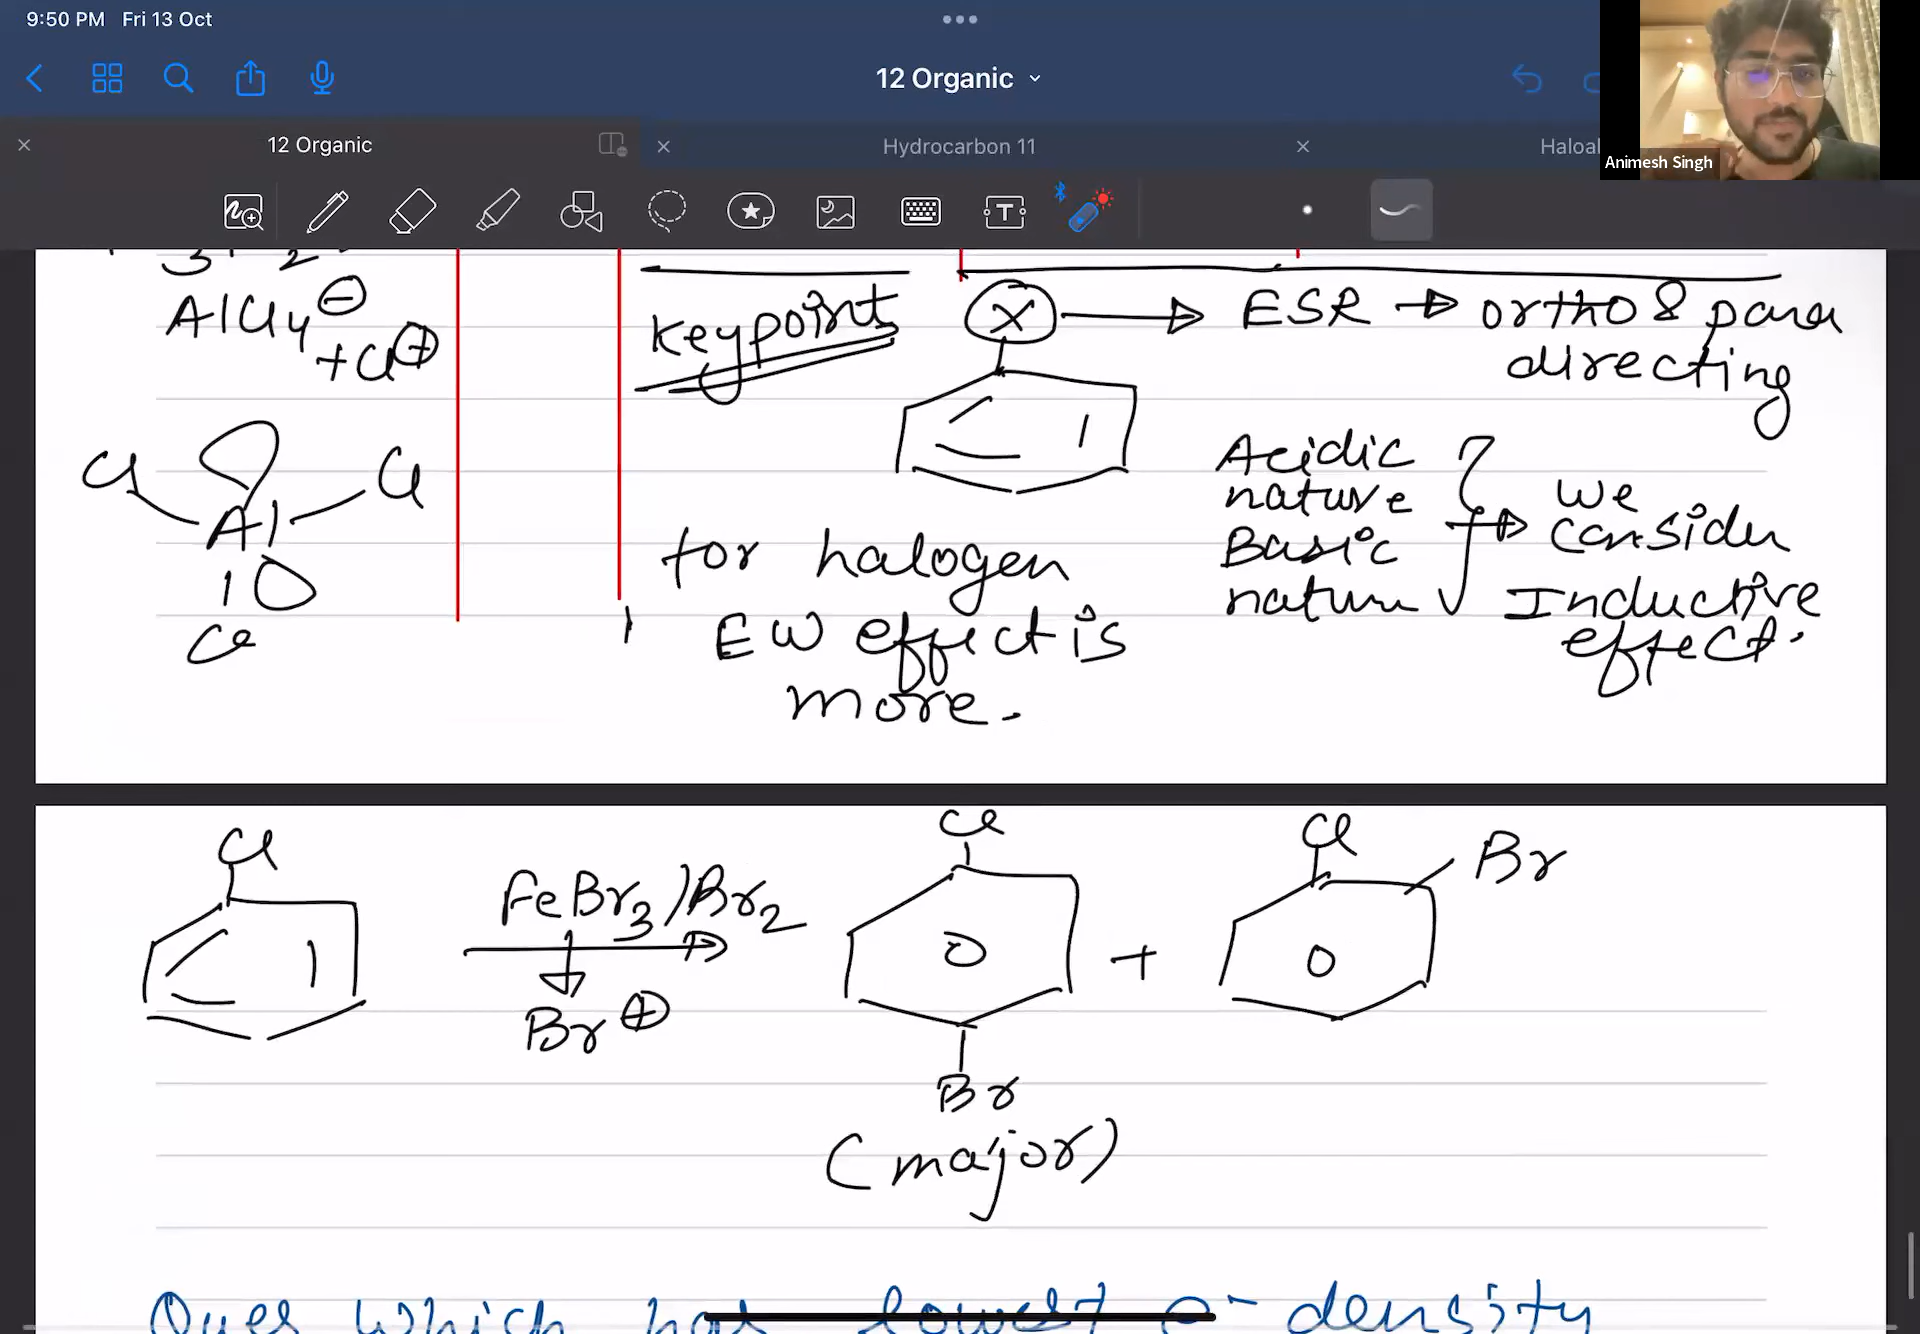 9:50 PM Fri 13 Oct
12 Organic
12 Organic
Hydrocarbon 11
Haloal
Animesh Singh
T
AlCl4⊖
+Cl⊕
Cl
Cl
Al
Cl
Keypoints
X → ESR → ortho & para
directing
for halogen
EW effect is
more.
Acidic
nature
Basic
nature
we
consider
Inductive
effect.
Cl
FeBr3/Br2
Br⊕
Cl
Br
(major)
+
Cl
Br
Ques Which has lowest e- density